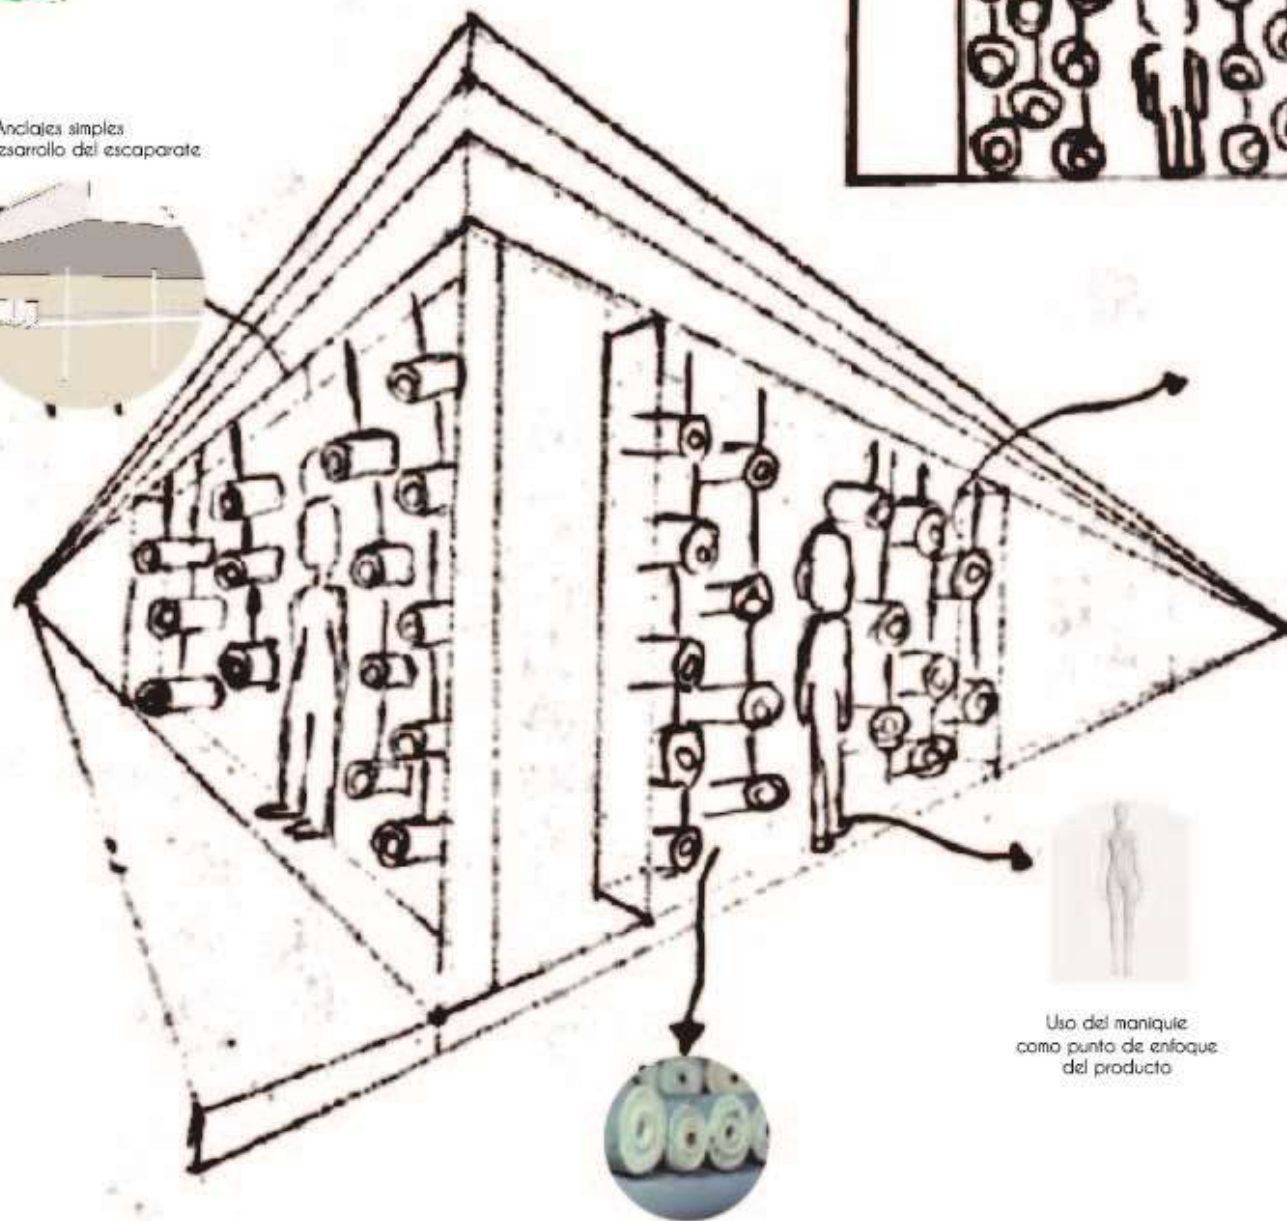 Anclajes simples
esarrollo del escaparate
Uso del maniquie
como punto de enfoque
del producto